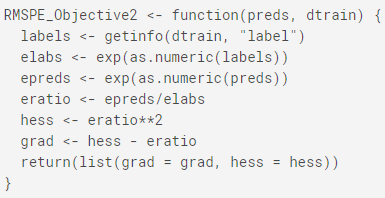 RMSPE_Objective2 <- function(preds, dtrain) {
  labels <- getinfo(dtrain, "label")
  elabs <- exp(as.numeric(labels))
  epreds <- exp(as.numeric(preds))
  eratio <- epreds/elabs
  hess <- eratio**2
  grad <- hess - eratio
  return(list(grad = grad, hess = hess))
}